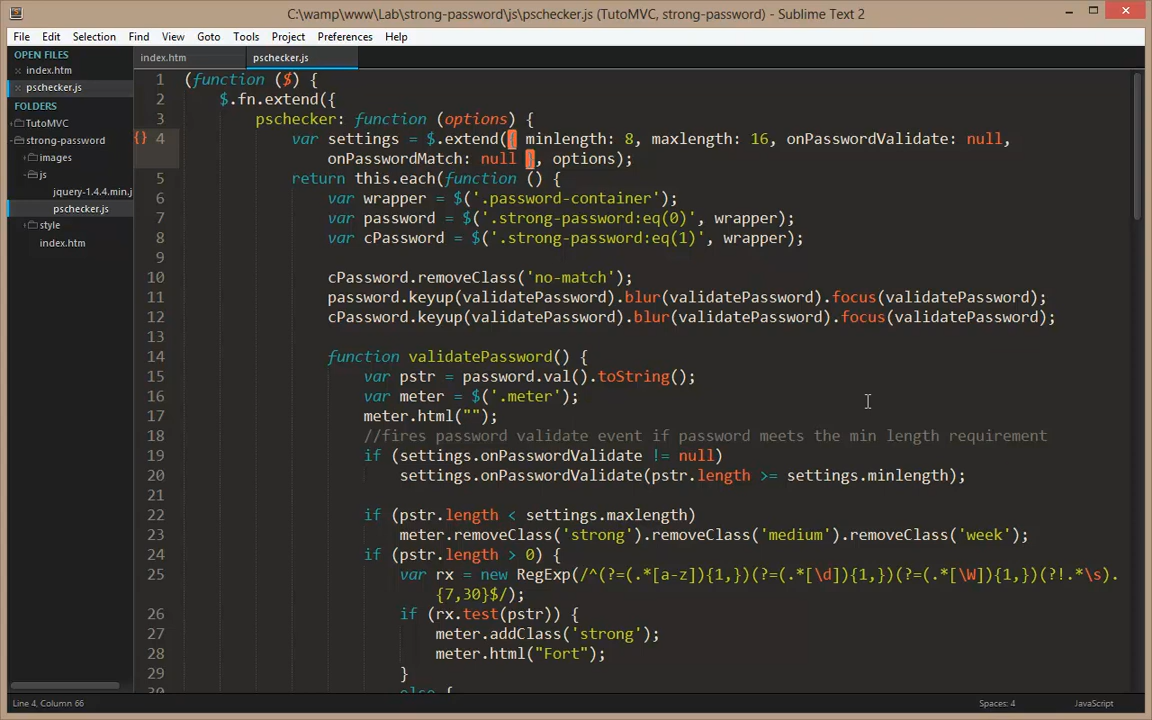 C:\wamp\www\Lab\strong-password\js\pschecker.js (TutoMVC, strong-password) - Sublime Text 2
File Edit Selection Find View Goto Tools Project Preferences Help
OPEN FILES
index.htm
pschecker.js
FOLDERS
TutoMVC
strong-password
images
js
jquery-1.4.4.min.j
pschecker.js
style
index.htm
index.htm pschecker.js
1 (function ($) {
2 $.fn.extend({
3 pschecker: function (options) {
4 var settings = $.extend({ minlength: 8, maxlength: 16, onPasswordValidate: null,
onPasswordMatch: null }, options);
5 return this.each(function () {
6 var wrapper = $('.password-container');
7 var password = $('.strong-password:eq(0)', wrapper);
8 var cPassword = $('.strong-password:eq(1)', wrapper);
9
10 cPassword.removeClass('no-match');
11 password.keyup(validatePassword).blur(validatePassword).focus(validatePassword);
12 cPassword.keyup(validatePassword).blur(validatePassword).focus(validatePassword);
13
14 function validatePassword() {
15 var pstr = password.val().toString();
16 var meter = $('.meter');
17 meter.html("");
18 //fires password validate event if password meets the min length requirement
19 if (settings.onPasswordValidate != null)
20 settings.onPasswordValidate(pstr.length >= settings.minlength);
21
22 if (pstr.length < settings.maxlength)
23 meter.removeClass('strong').removeClass('medium').removeClass('week');
24 if (pstr.length > 0) {
25 var rx = new RegExp(/^(?=(.*[a-z]){1,})(?=(.*[\d]){1,})(?=(.*[\W]){1,})(?!.*\s).
{7,30}$/);
26 if (rx.test(pstr)) {
27 meter.addClass('strong');
28 meter.html("Fort");
29 }
30 else {
Line 4, Column 66 Spaces: 4 JavaScript